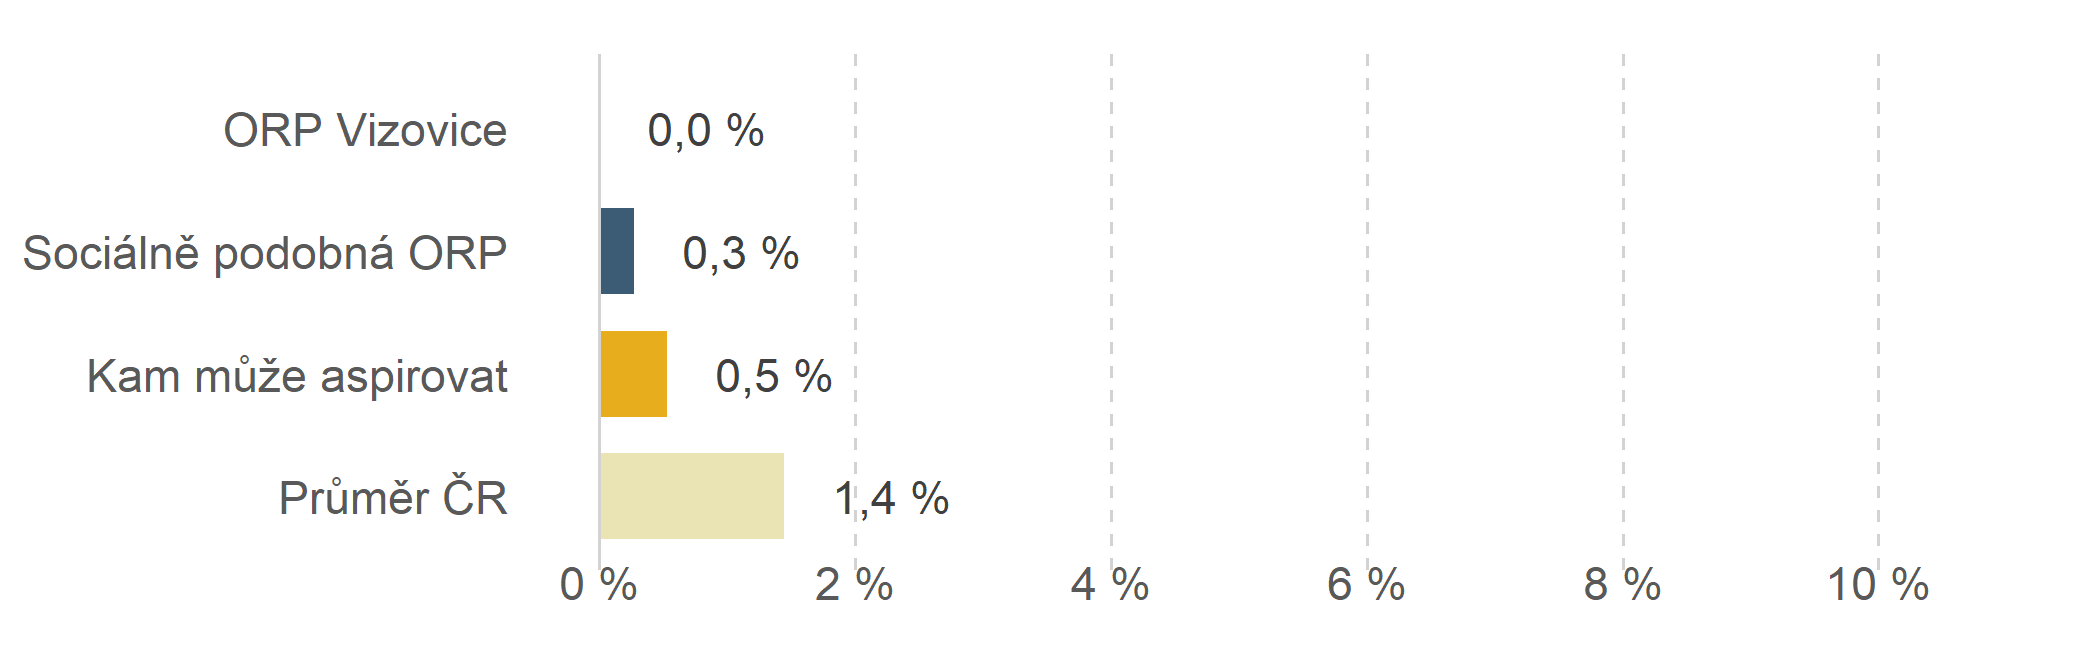 ORP Vizovice 0,0 %
Sociálně podobná ORP 0,3 %
Kam může aspirovat 0,5 %
Průměr ČR 1,4 %
0 % 2 % 4 % 6 % 8 % 10 %